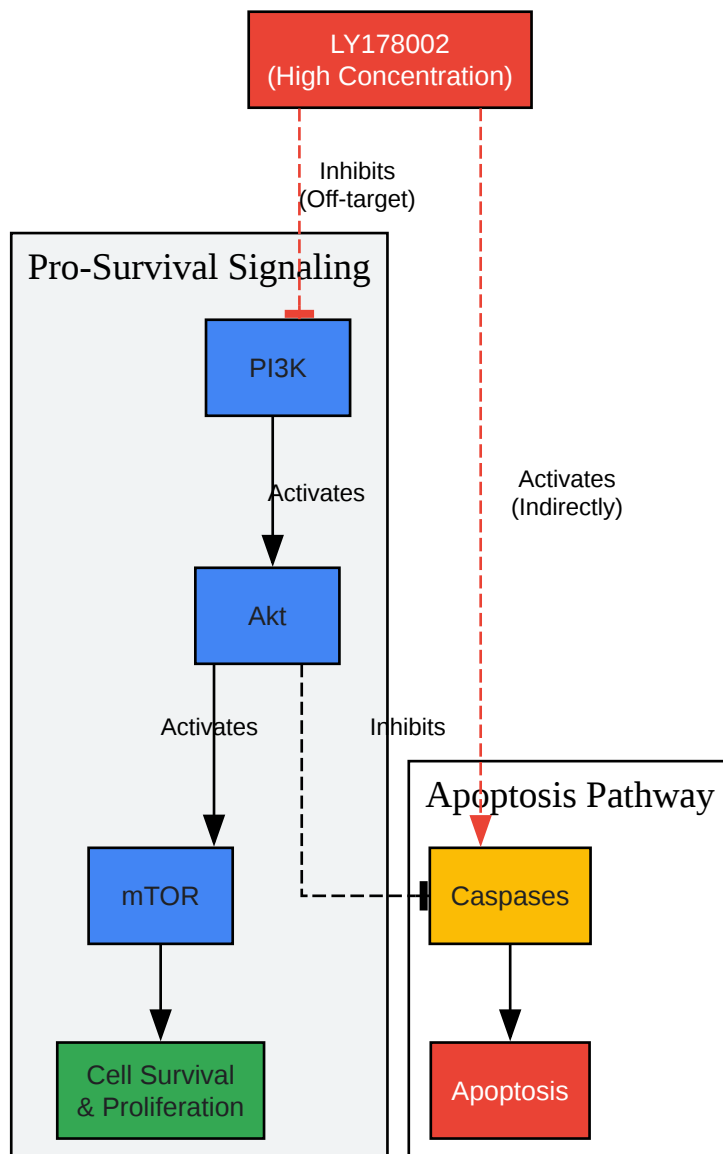 LY178002
(High Concentration)
Inhibits
(Off-target)
Pro-Survival Signaling
PI3K
Activates
Activates
(Indirectly)
Akt
Activates
Inhibits
Apoptosis Pathway
mTOR
Caspases
Cell Survival
& Proliferation
Apoptosis